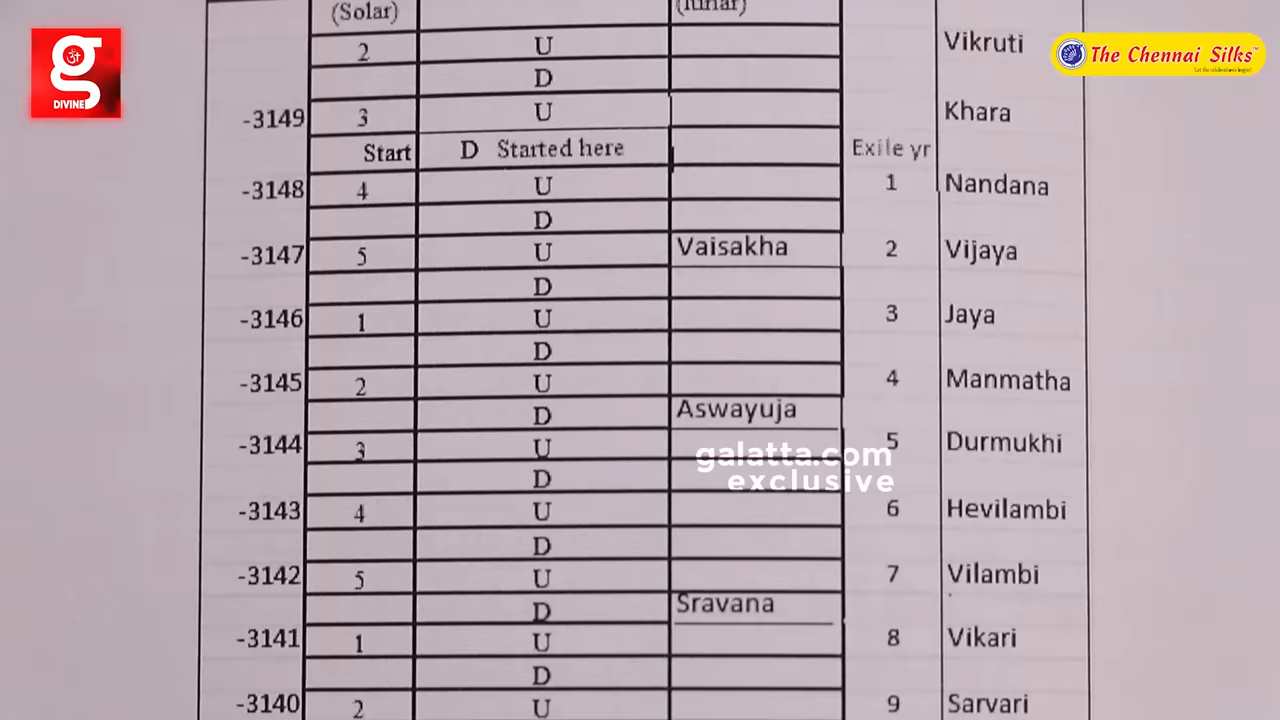 (Solar) (lunar)
2 U Vikruti
D
-3149 3 U Khara
Start D Started here Exile yr
-3148 4 U 1 Nandana
D
-3147 5 U Vaisakha 2 Vijaya
D
-3146 1 U 3 Jaya
D
-3145 2 U 4 Manmatha
D Aswayuja
-3144 3 U 5 Durmukhi
D
-3143 4 U 6 Hevilambi
D
-3142 5 U 7 Vilambi
D Sravana
-3141 1 U 8 Vikari
D
-3140 2 U 9 Sarvari
g ॐ
DIVINE
The Chennai Silks
galatta.com
exclusive